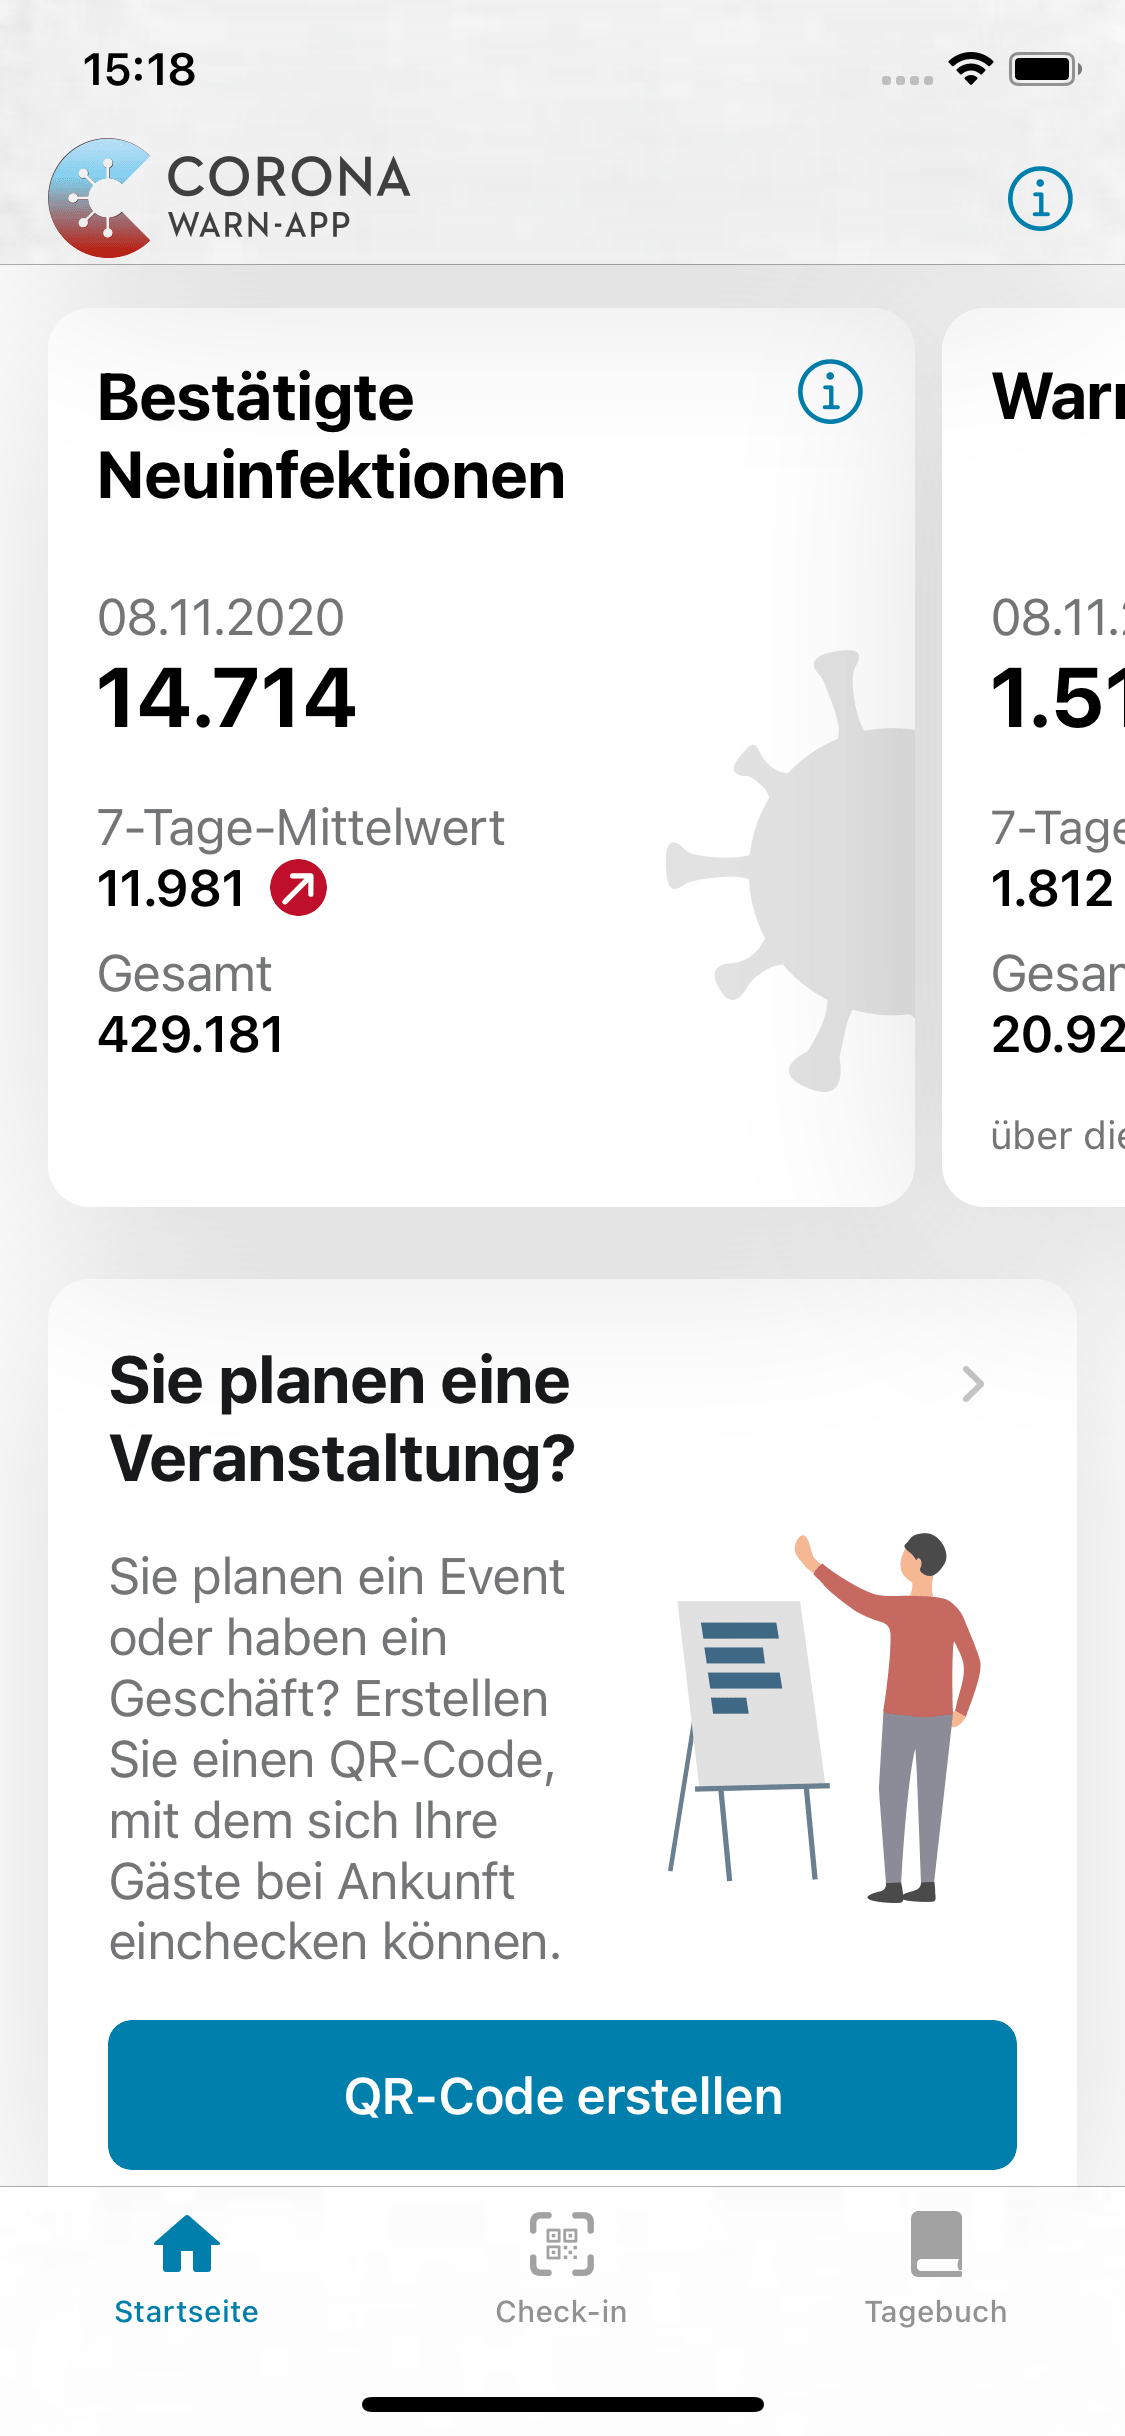 15:18
CORONA
WARN-APP
Bestätigte
Neuinfektionen
08.11.2020
14.714
7-Tage-Mittelwert
11.981
Gesamt
429.181
08.11.
1.51
7-Tage
1.812
20.92
über die
Sie planen eine
Veranstaltung?
Sie planen ein Event
oder haben ein
Geschäft? Erstellen
Sie einen QR-Code,
mit dem sich Ihre
Gäste bei Ankunft
einchecken können.
QR-Code erstellen
Startseite
Check-in
Tagebuch